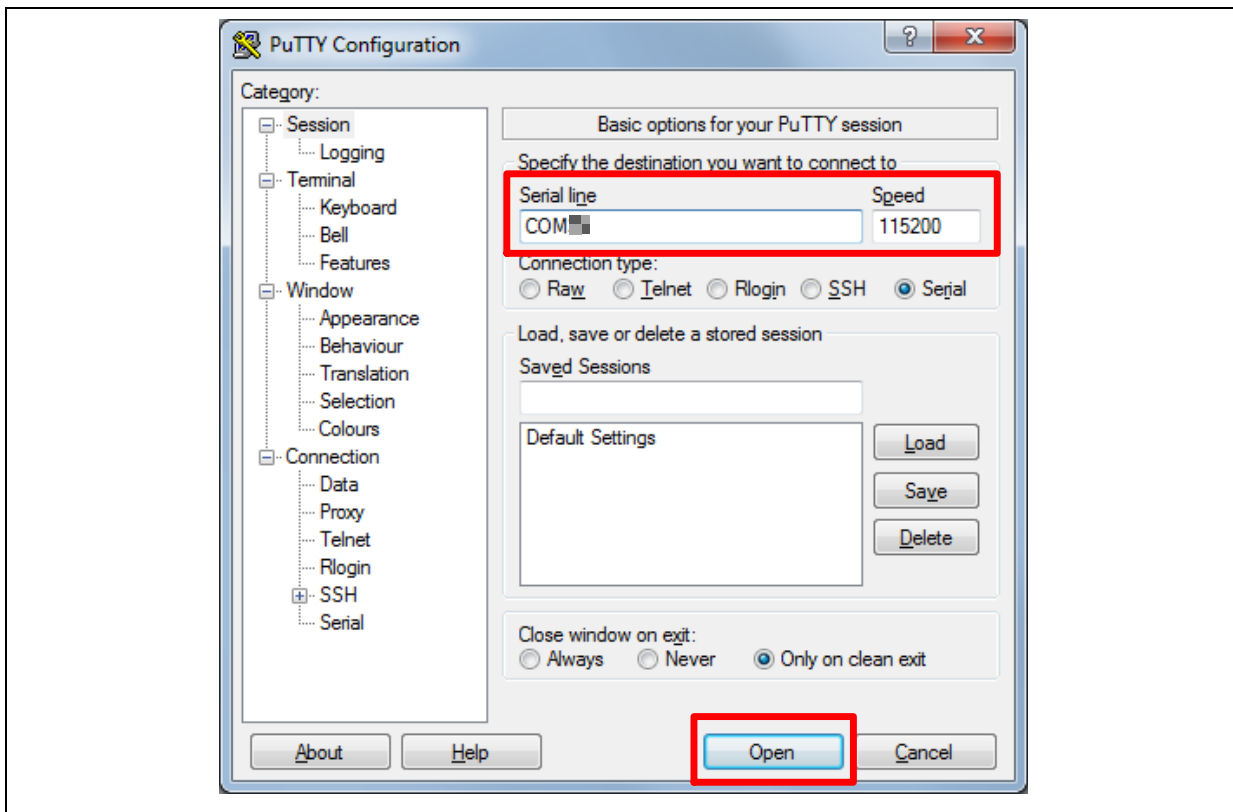 PuTTY Configuration
Category:
Session
Logging
Terminal
Keyboard
Bell
Features
Window
Appearance
Behaviour
Translation
Selection
Colours
Connection
Data
Proxy
Telnet
Rlogin
SSH
Serial
Basic options for your PuTTY session
Specify the destination you want to connect to
Serial line Speed
COM 115200
Connection type:
Raw Telnet Rlogin SSH Serial
Load, save or delete a stored session
Saved Sessions
Default Settings
Load
Save
Delete
Close window on exit:
Always Never Only on clean exit
About Help Open Cancel